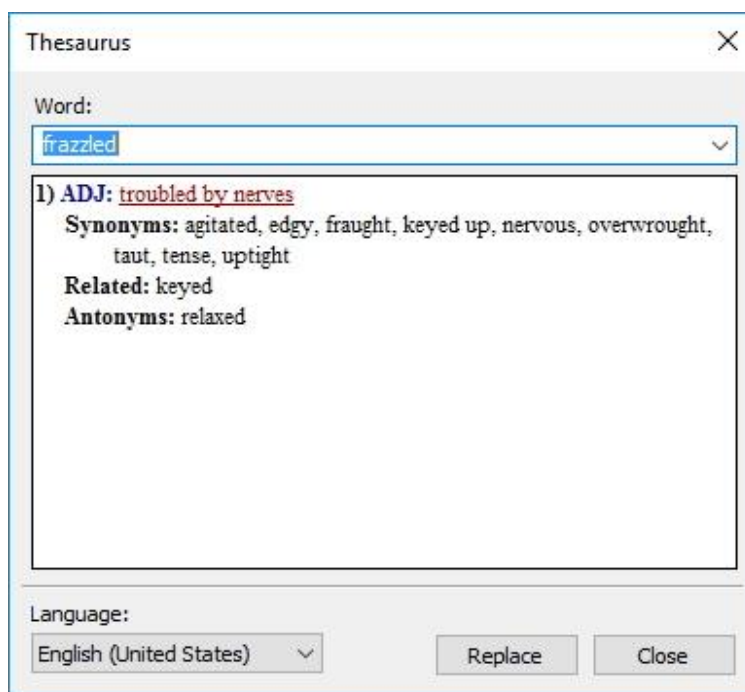 Thesaurus
Word:
frazzled
1) ADJ: troubled by nerves
Synonyms: agitated, edgy, fraught, keyed up, nervous, overwrought,
taut, tense, uptight
Related: keyed
Antonyms: relaxed
Language:
English (United States)
Replace
Close